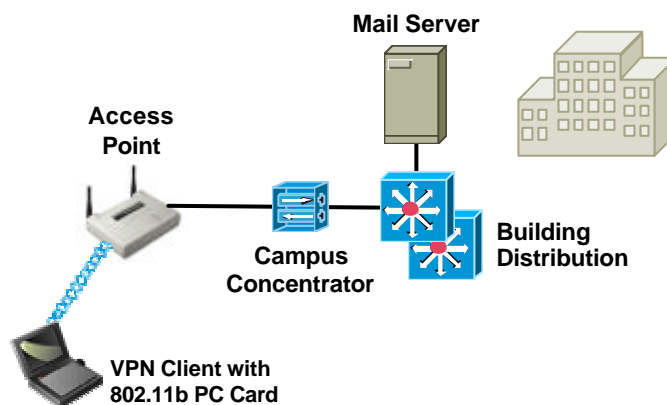 Mail Server
Access
Point
Campus
Concentrator
Building
Distribution
VPN Client with
802.11b PC Card